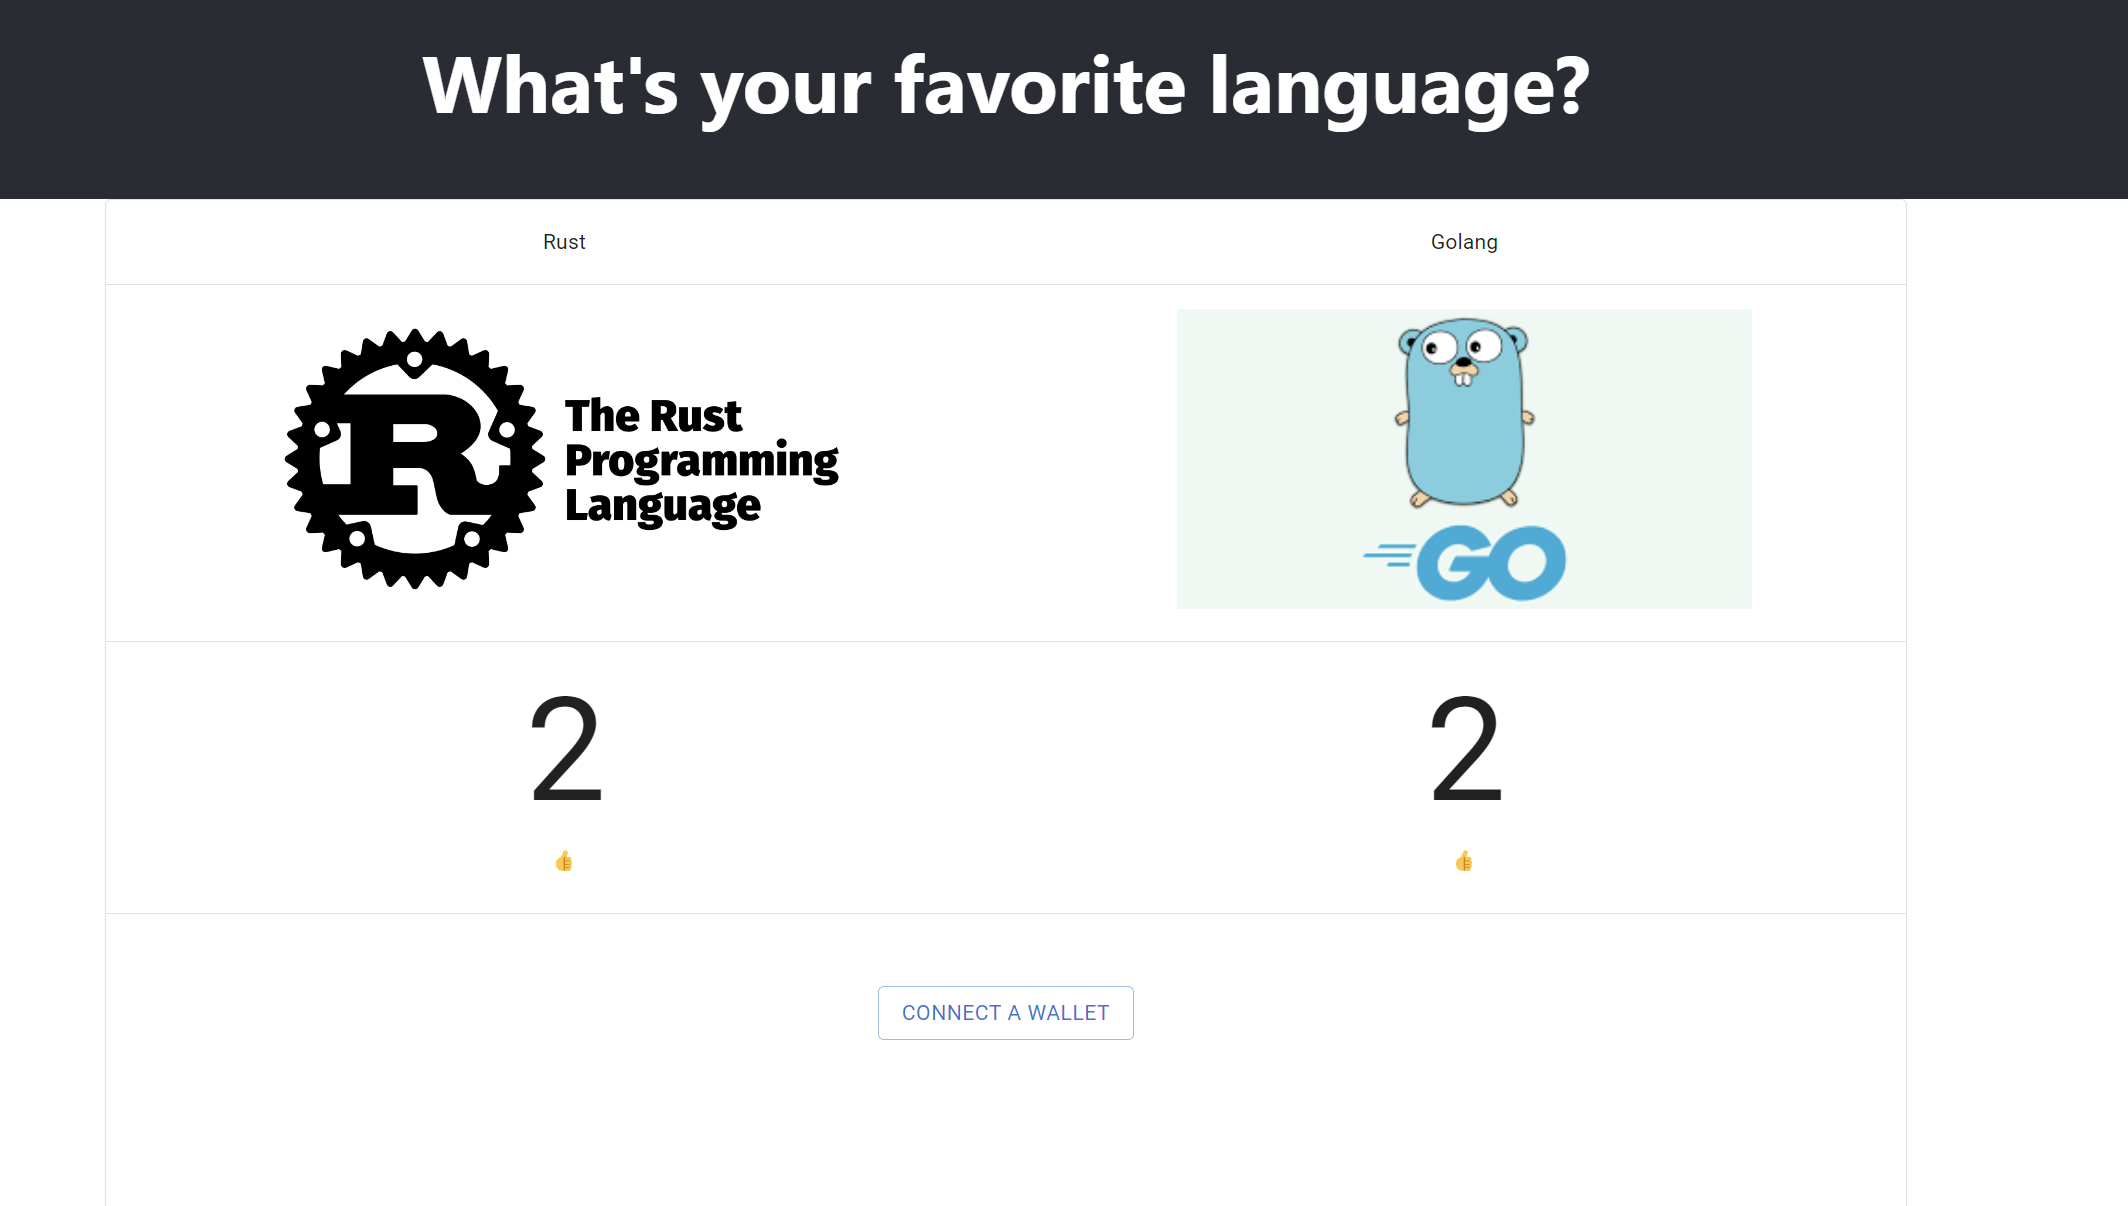 What's your favorite language?
Rust
Golang
The Rust
Programming
Language
GO
2
2
👍
👍
CONNECT A WALLET